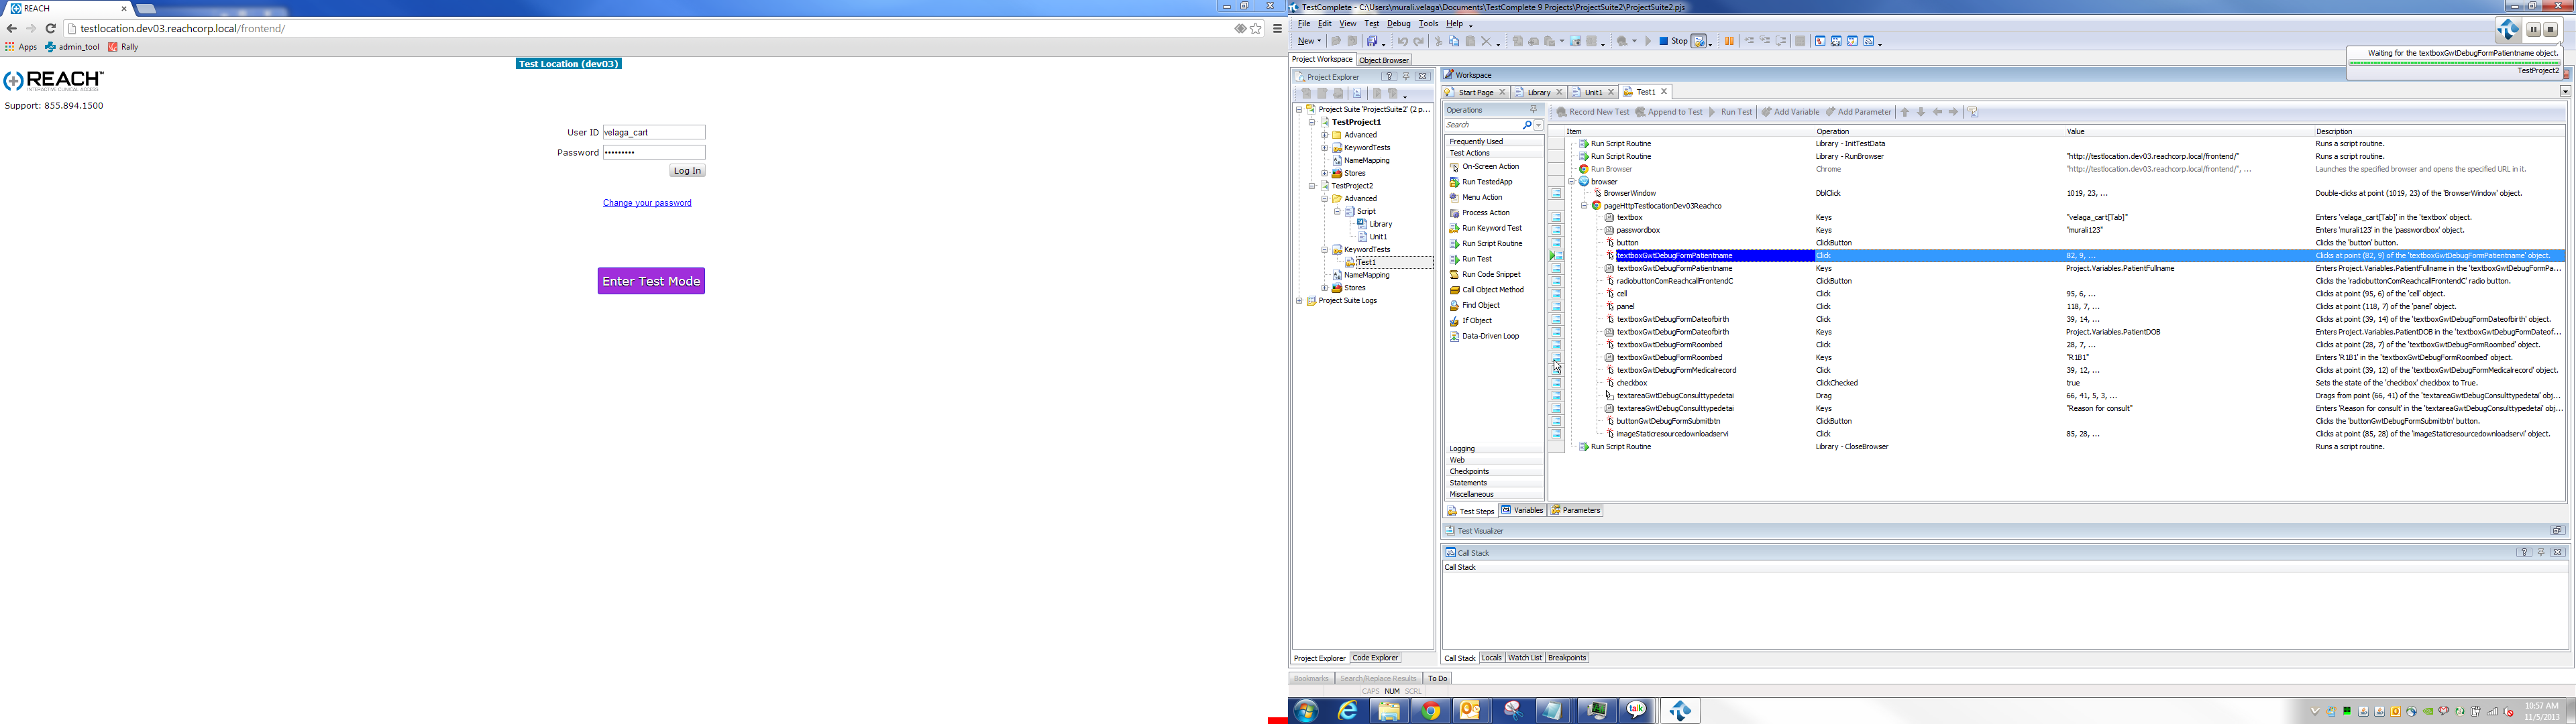 REACH
testlocation.dev03.reachcorp.local/frontend/
Apps admin_tool Rally
Test Location (dev03)
REACH™
INTERACTIVE CLINICAL ACCESS
Support: 855.894.1500
User ID velaga_cart
Password •••••••••
Log In
Change your password
Enter Test Mode
TestComplete - C:\Users\murali.velaga\Documents\TestComplete 9 Projects\ProjectSuite2\ProjectSuite2.pjs
File Edit View Test Debug Tools Help
New Stop
Waiting for the textboxGwtDebugFormPatientname object.
TestProject2
Project Workspace Object Browser
Project Explorer
Project Suite 'ProjectSuite2' (2 p...
TestProject1
Advanced
KeywordTests
NameMapping
Stores
TestProject2
Advanced
Script
Library
Unit1
KeywordTests
Test1
NameMapping
Stores
Project Suite Logs
Project Explorer Code Explorer
Workspace
Start Page Library Unit1 Test1
Operations
Search
Frequently Used
Test Actions
On-Screen Action
Run TestedApp
Menu Action
Process Action
Run Keyword Test
Run Script Routine
Run Test
Run Code Snippet
Call Object Method
Find Object
If Object
Data-Driven Loop
Logging
Web
Checkpoints
Statements
Miscellaneous
Record New Test Append to Test Run Test Add Variable Add Parameter
Item Operation Value Description
Run Script Routine Library - InitTestData Runs a script routine.
Run Script Routine Library - RunBrowser "http://testlocation.dev03.reachcorp.local/frontend/" Runs a script routine.
Run Browser Chrome "http://testlocation.dev03.reachcorp.local/frontend/", ... Launches the specified browser and opens the specified URL in it.
browser
BrowserWindow DblClick 1019, 23, ... Double-clicks at point (1019, 23) of the 'BrowserWindow' object.
pageHttpTestlocationDev03Reachco
textbox Keys "velaga_cart[Tab]" Enters 'velaga_cart[Tab]' in the 'textbox' object.
passwordbox Keys "murali123" Enters 'murali123' in the 'passwordbox' object.
button ClickButton Clicks the 'button' button.
textboxGwtDebugFormPatientname Click 82, 9, ... Clicks at point (82, 9) of the 'textboxGwtDebugFormPatientname' object.
textboxGwtDebugFormPatientname Keys Project.Variables.PatientFullname Enters Project.Variables.PatientFullname in the 'textboxGwtDebugFormPa...
radiobuttonComReachcallFrontendC ClickButton Clicks the 'radiobuttonComReachcallFrontendC' radio button.
cell Click 95, 6, ... Clicks at point (95, 6) of the 'cell' object.
panel Click 118, 7, ... Clicks at point (118, 7) of the 'panel' object.
textboxGwtDebugFormDateofbirth Click 39, 14, ... Clicks at point (39, 14) of the 'textboxGwtDebugFormDateofbirth' object.
textboxGwtDebugFormDateofbirth Keys Project.Variables.PatientDOB Enters Project.Variables.PatientDOB in the 'textboxGwtDebugFormDateof...
textboxGwtDebugFormRoombed Click 28, 7, ... Clicks at point (28, 7) of the 'textboxGwtDebugFormRoombed' object.
textboxGwtDebugFormRoombed Keys "R1B1" Enters 'R1B1' in the 'textboxGwtDebugFormRoombed' object.
textboxGwtDebugFormMedicalrecord Click 39, 12, ... Clicks at point (39, 12) of the 'textboxGwtDebugFormMedicalrecord' object.
checkbox ClickChecked true Sets the state of the 'checkbox' checkbox to True.
textareaGwtDebugConsulttypedetai Drag 66, 41, 5, 3, ... Drags from point (66, 41) of the 'textareaGwtDebugConsulttypedetai' obj...
textareaGwtDebugConsulttypedetai Keys "Reason for consult" Enters 'Reason for consult' in the 'textareaGwtDebugConsulttypedetai' obj...
buttonGwtDebugFormSubmitbtn ClickButton Clicks the 'buttonGwtDebugFormSubmitbtn' button.
imageStaticresourcedownloadservi Click 85, 28, ... Clicks at point (85, 28) of the 'imageStaticresourcedownloadservi' object.
Run Script Routine Library - CloseBrowser Runs a script routine.
Test Steps Variables Parameters
Test Visualizer
Call Stack
Call Stack
Call Stack Locals Watch List Breakpoints
Bookmarks Search/Replace Results To Do
CAPS NUM SCRL
talk
10:57 AM
11/5/2013